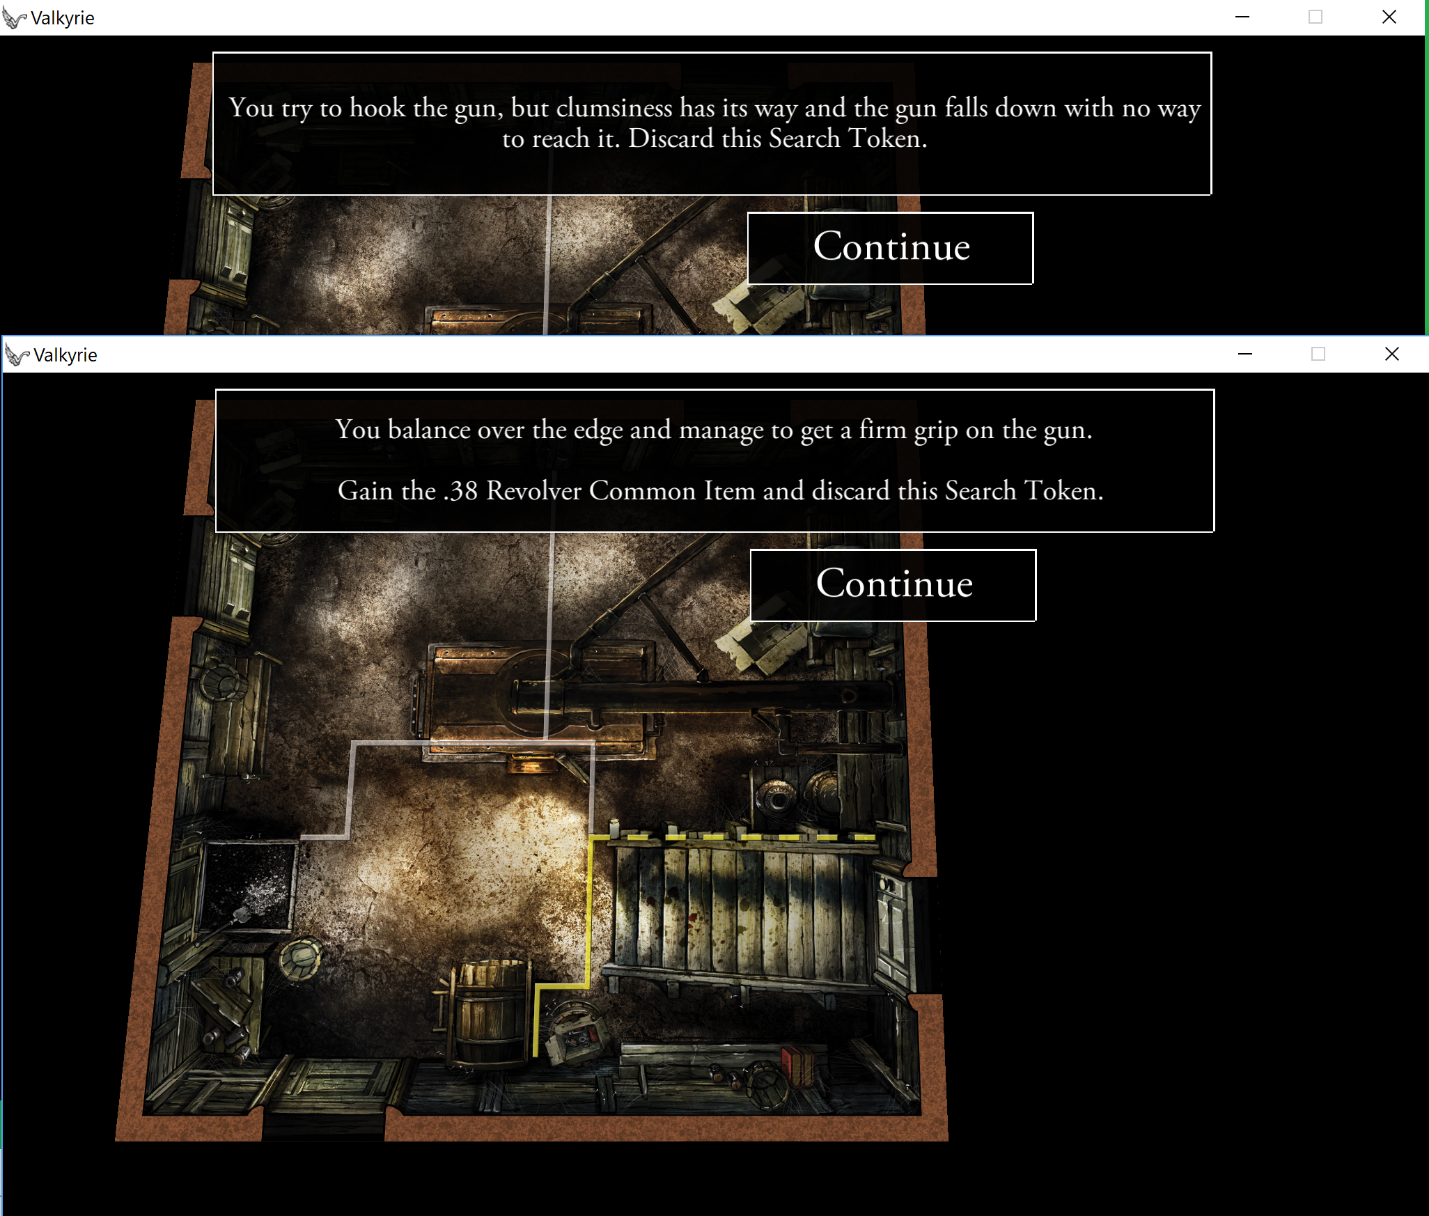 Valkyrie
You try to hook the gun, but clumsiness has its way and the gun falls down with no way
to reach it. Discard this Search Token.
Continue
Valkyrie
You balance over the edge and manage to get a firm grip on the gun.
Gain the .38 Revolver Common Item and discard this Search Token.
Continue